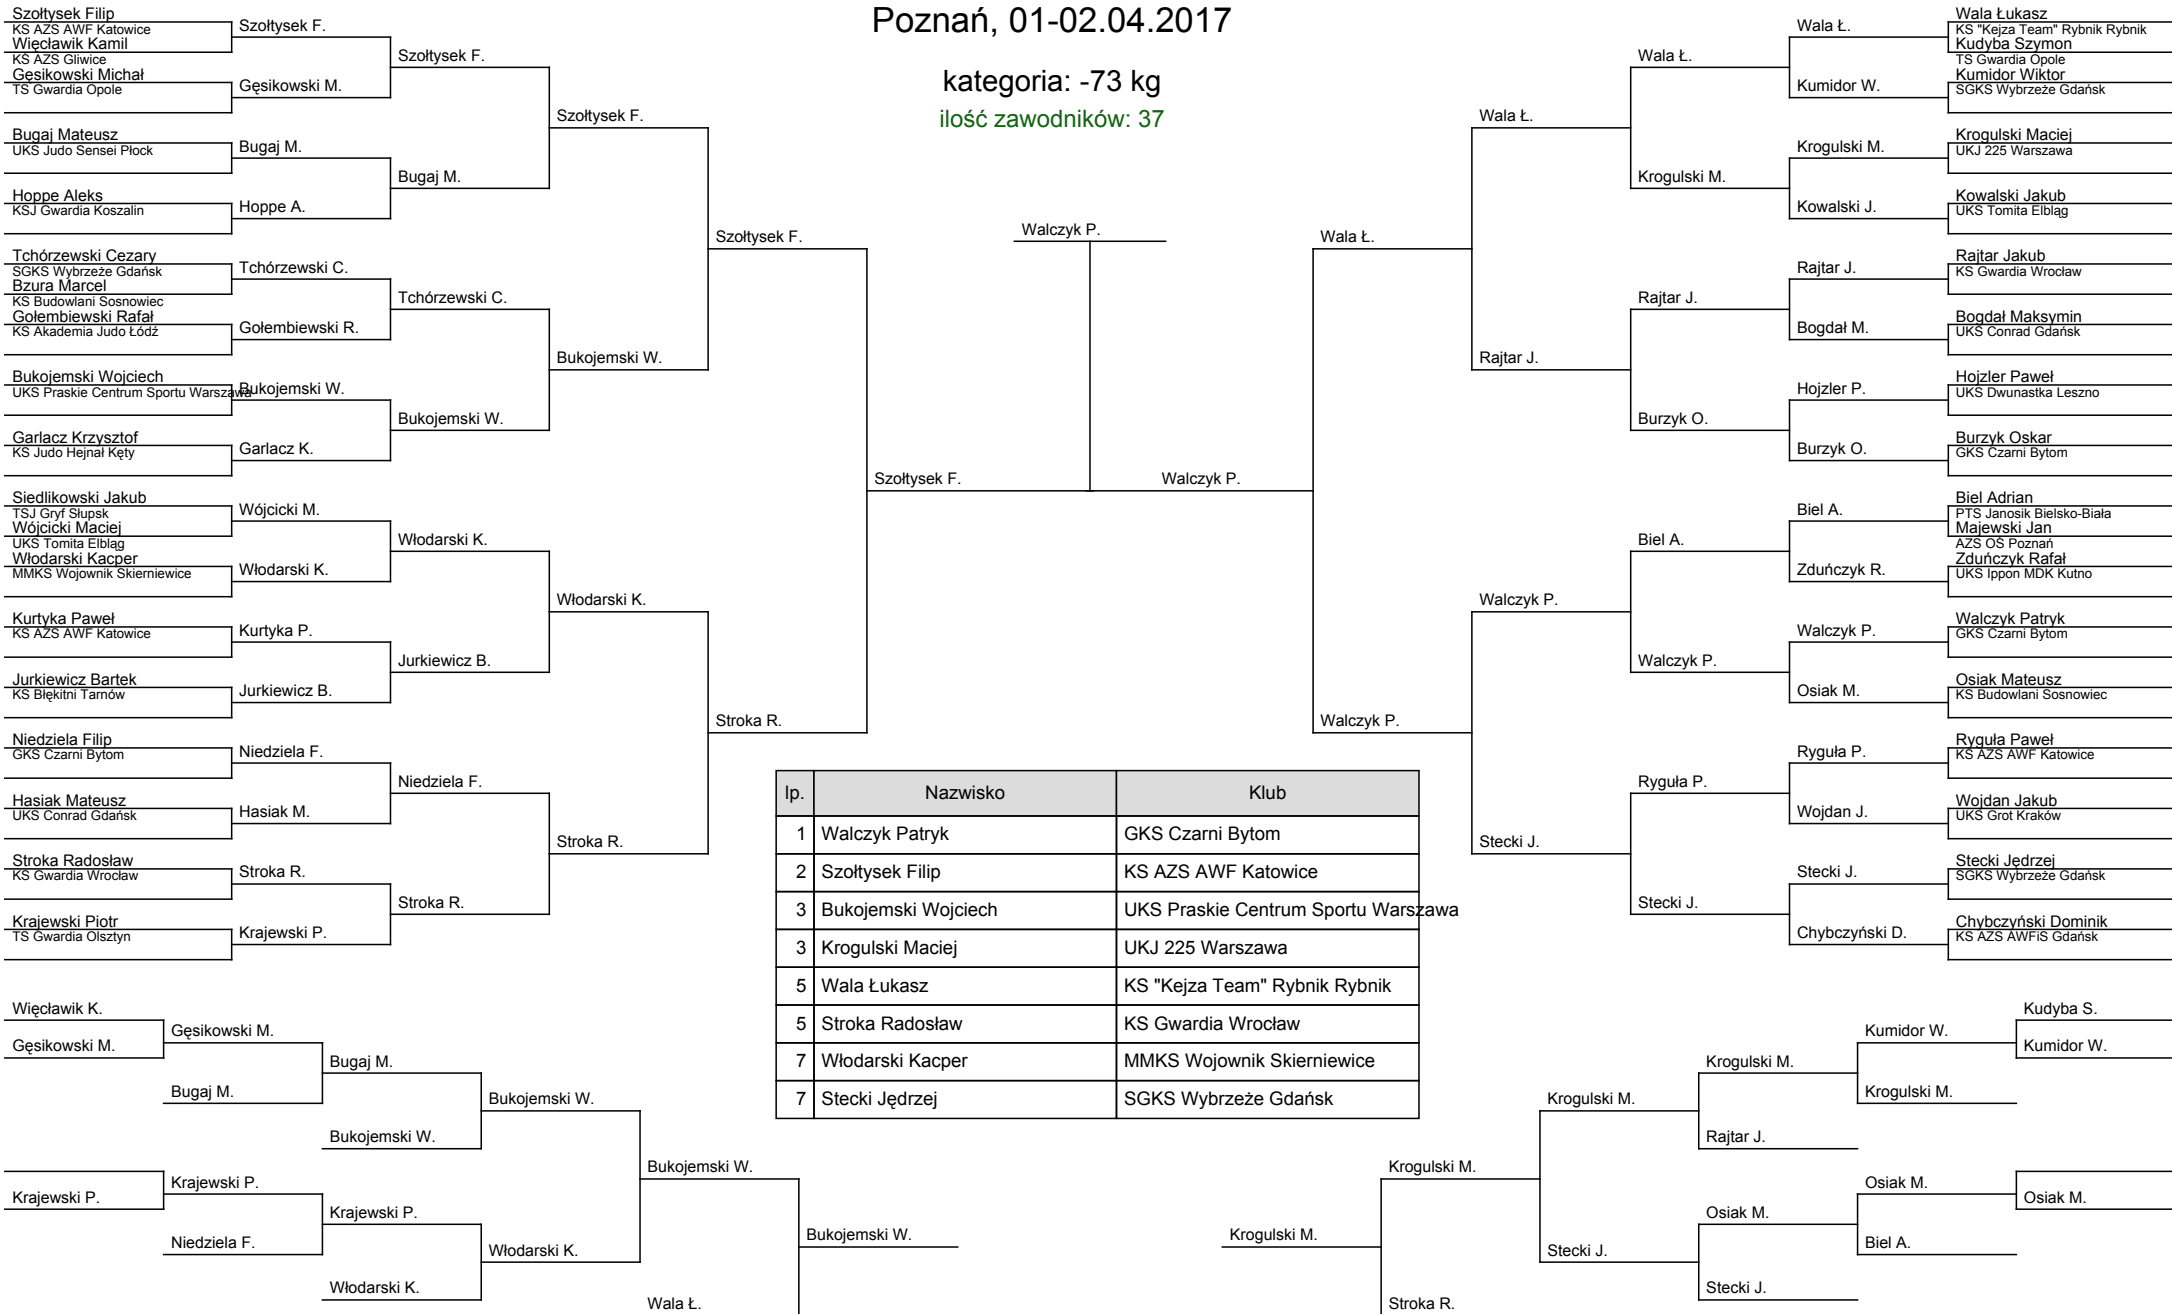 Poznań, 01-02.04.2017
kategoria: -73 kg
ilość zawodników: 37
Szołtysek Filip
KS AZS AWF Katowice
Więcławik Kamil
KS AZS Gliwice
Gęsikowski Michał
TS Gwardia Opole
Bugaj Mateusz
UKS Judo Sensei Płock
Hoppe Aleks
KSJ Gwardia Koszalin
Tchórzewski Cezary
SGKS Wybrzeże Gdańsk
Bzura Marcel
KS Budowlani Sosnowiec
Gołembiewski Rafał
KS Akademia Judo Łódź
Bukojemski Wojciech
UKS Praskie Centrum Sportu Warszawa
Garlacz Krzysztof
KS Judo Hejnał Kęty
Siedlikowski Jakub
TSJ Gryf Słupsk
Wójcicki Maciej
UKS Tomita Elbląg
Włodarski Kacper
MMKS Wojownik Skierniewice
Kurtyka Paweł
KS AZS AWF Katowice
Jurkiewicz Bartek
KS Błękitni Tarnów
Niedziela Filip
GKS Czarni Bytom
Hasiak Mateusz
UKS Conrad Gdańsk
Stroka Radosław
KS Gwardia Wrocław
Krajewski Piotr
TS Gwardia Olsztyn
Szołtysek F.
Gęsikowski M.
Bugaj M.
Hoppe A.
Tchórzewski C.
Gołembiewski R.
Bukojemski W.
Garlacz K.
Wójcicki M.
Włodarski K.
Kurtyka P.
Jurkiewicz B.
Niedziela F.
Hasiak M.
Stroka R.
Krajewski P.
Szołtysek F.
Bugaj M.
Tchórzewski C.
Bukojemski W.
Włodarski K.
Jurkiewicz B.
Niedziela F.
Stroka R.
Szołtysek F.
Bukojemski W.
Włodarski K.
Stroka R.
Szołtysek F.
Stroka R.
Szołtysek F.
Walczyk P.
Walczyk P.
Wala Ł.
Walczyk P.
Wala Ł.
Rajtar J.
Walczyk P.
Stecki J.
Wala Ł.
Krogulski M.
Rajtar J.
Burzyk O.
Biel A.
Walczyk P.
Ryguła P.
Stecki J.
Wala Ł.
Kumidor W.
Krogulski M.
Kowalski J.
Rajtar J.
Bogdał M.
Hojzler P.
Burzyk O.
Biel A.
Zduńczyk R.
Walczyk P.
Osiak M.
Ryguła P.
Wojdan J.
Stecki J.
Chybczyński D.
Wala Łukasz
KS "Kejza Team" Rybnik Rybnik
Kudyba Szymon
TS Gwardia Opole
Kumidor Wiktor
SGKS Wybrzeże Gdańsk
Krogulski Maciej
UKJ 225 Warszawa
Kowalski Jakub
UKS Tomita Elbląg
Rajtar Jakub
KS Gwardia Wrocław
Bogdał Maksymin
UKS Conrad Gdańsk
Hojzler Paweł
UKS Dwunastka Leszno
Burzyk Oskar
GKS Czarni Bytom
Biel Adrian
PTS Janosik Bielsko-Biała
Majewski Jan
AZS OŚ Poznań
Zduńczyk Rafał
UKS Ippon MDK Kutno
Walczyk Patryk
GKS Czarni Bytom
Osiak Mateusz
KS Budowlani Sosnowiec
Ryguła Paweł
KS AZS AWF Katowice
Wojdan Jakub
UKS Grot Kraków
Stecki Jędrzej
SGKS Wybrzeże Gdańsk
Chybczyński Dominik
KS AZS AWFiS Gdańsk
lp. Nazwisko Klub
1 Walczyk Patryk GKS Czarni Bytom
2 Szołtysek Filip KS AZS AWF Katowice
3 Bukojemski Wojciech UKS Praskie Centrum Sportu Warszawa
3 Krogulski Maciej UKJ 225 Warszawa
5 Wala Łukasz KS "Kejza Team" Rybnik Rybnik
5 Stroka Radosław KS Gwardia Wrocław
7 Włodarski Kacper MMKS Wojownik Skierniewice
7 Stecki Jędrzej SGKS Wybrzeże Gdańsk
Więcławik K.
Gęsikowski M.
Krajewski P.
Gęsikowski M.
Bugaj M.
Krajewski P.
Niedziela F.
Bugaj M.
Bukojemski W.
Krajewski P.
Włodarski K.
Bukojemski W.
Włodarski K.
Bukojemski W.
Wala Ł.
Bukojemski W.
Krogulski M.
Krogulski M.
Stroka R.
Krogulski M.
Stecki J.
Krogulski M.
Rajtar J.
Osiak M.
Stecki J.
Kumidor W.
Krogulski M.
Osiak M.
Biel A.
Kudyba S.
Kumidor W.
Osiak M.